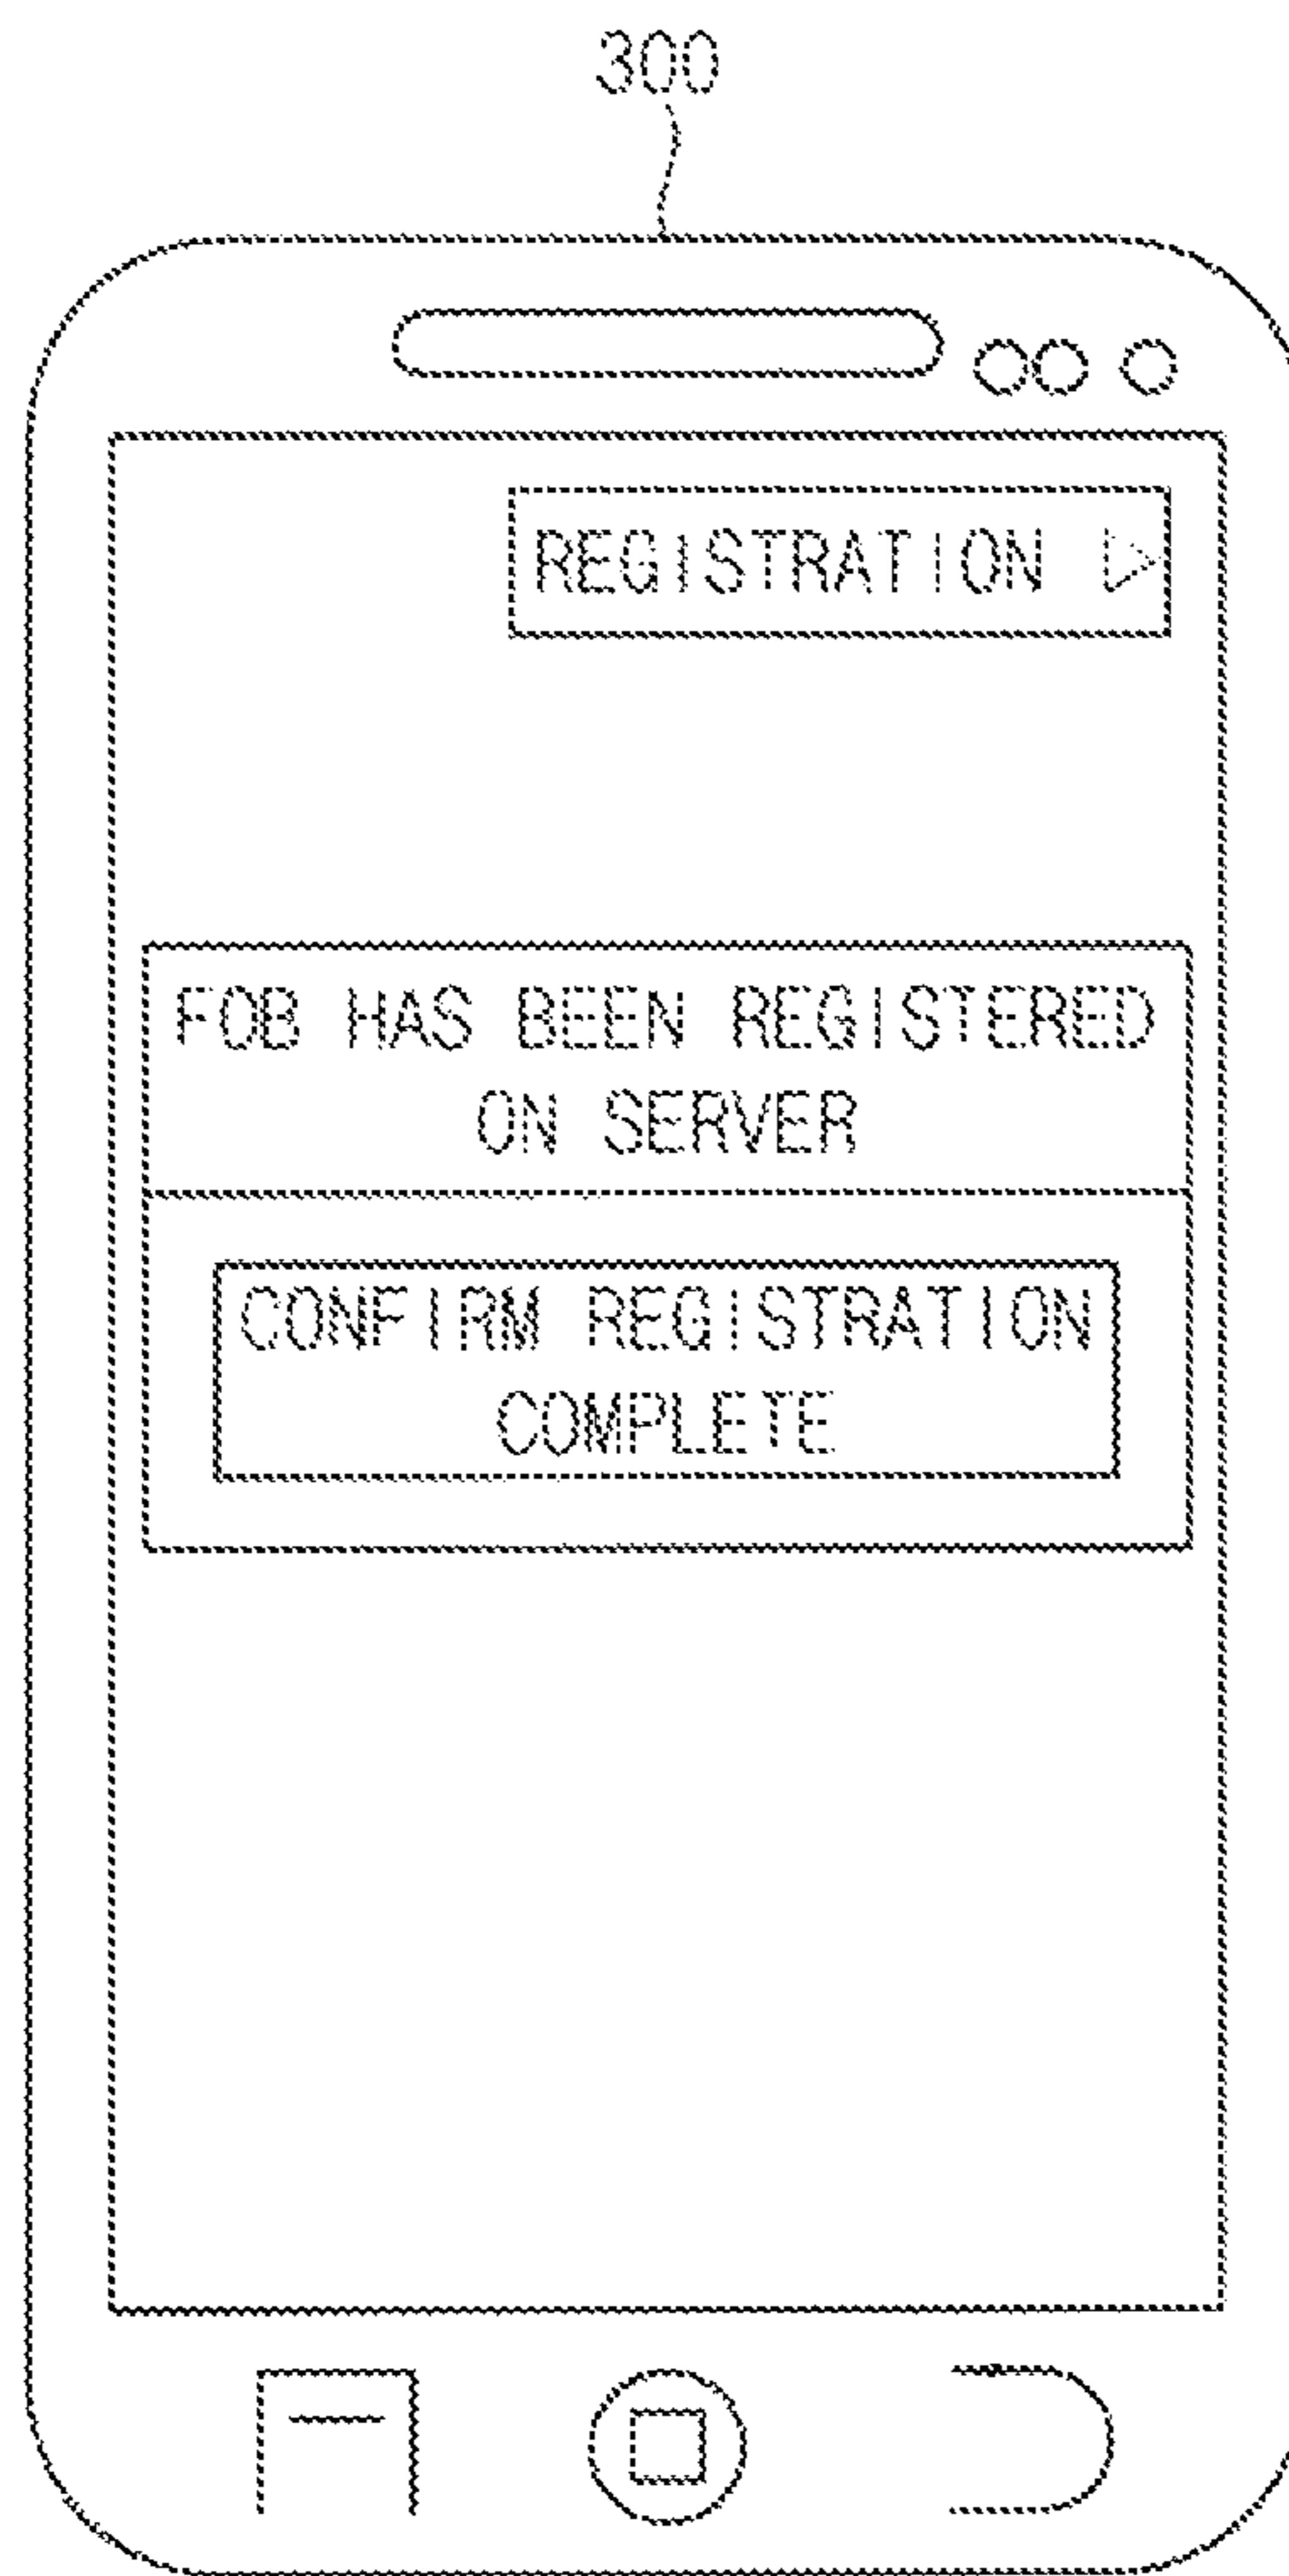 300
REGISTRATION ▷
FOB HAS BEEN REGISTERED
ON SERVER
CONFIRM REGISTRATION
COMPLETE